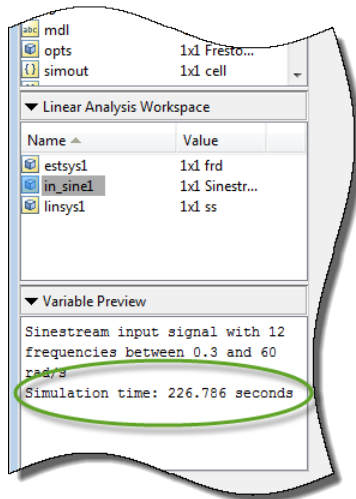 abc mdl
opts 1x1 Fresto...
{} simout 1x1 cell
Linear Analysis Workspace
Name Value
estsys1 1x1 frd
in_sine1 1x1 Sinestr...
linsys1 1x1 ss
Variable Preview
Sinestream input signal with 12
frequencies between 0.3 and 60
rad/s
Simulation time: 226.786 seconds